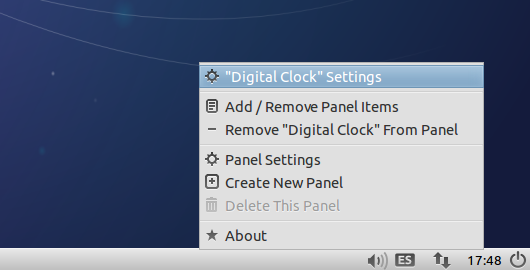 "Digital Clock" Settings
Add / Remove Panel Items
Remove "Digital Clock" From Panel
Panel Settings
Create New Panel
Delete This Panel
About
ES 17:48